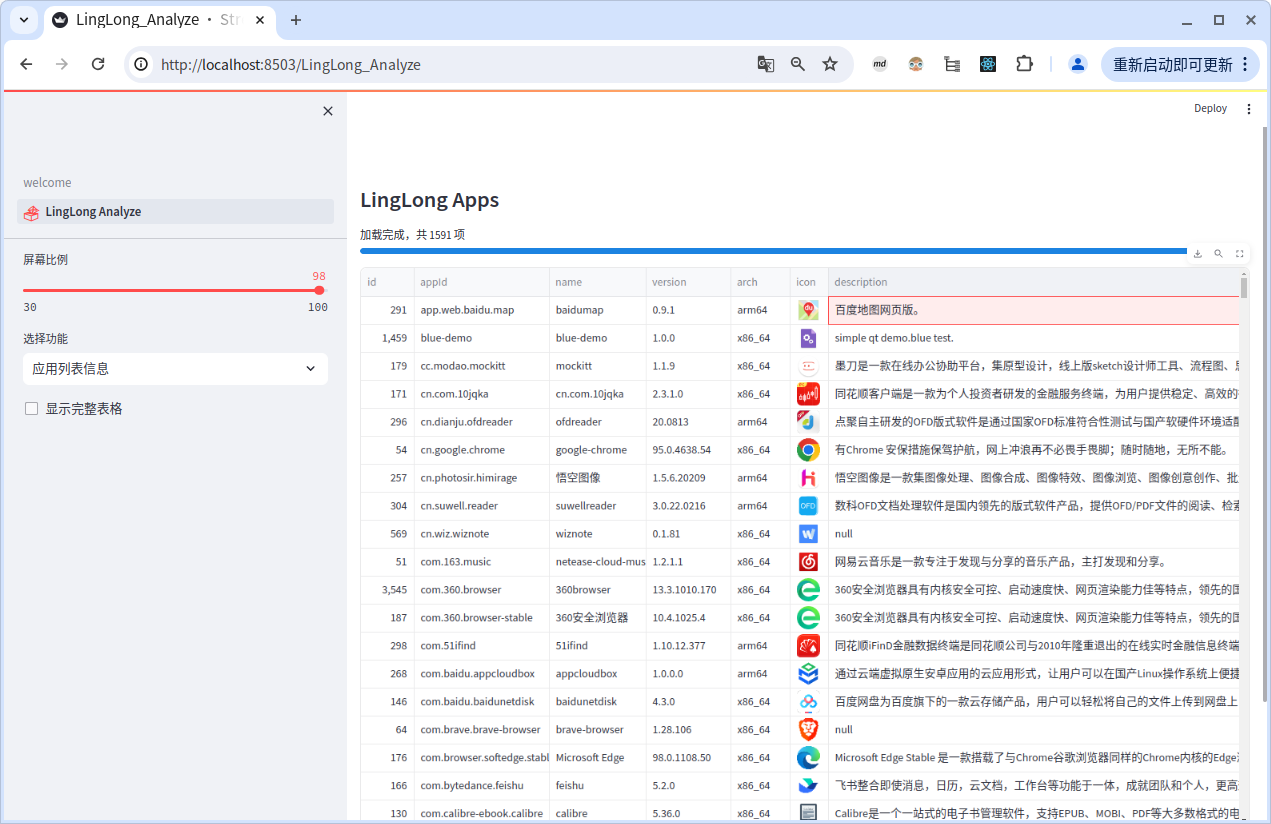 LingLong_Analyze · Str
http://localhost:8503/LingLong_Analyze
md
重新启动即可更新
Deploy
welcome
LingLong Analyze
屏幕比例
98
30 100
选择功能
应用列表信息
显示完整表格
LingLong Apps
加载完成，共 1591 项
id appId name version arch icon description
291 app.web.baidu.map baidumap 0.9.1 arm64 百度地图网页版。
1,459 blue-demo blue-demo 1.0.0 x86_64 simple qt demo.blue test.
179 cc.modao.mockitt mockitt 1.1.9 x86_64 墨刀是一款在线办公协助平台，集原型设计，线上版sketch设计师工具、流程图、思
171 cn.com.10jqka cn.com.10jqka 2.3.1.0 x86_64 同花顺客户端是一款为个人投资者研发的金融服务终端，为用户提供稳定、高效的
296 cn.dianju.ofdreader ofdreader 20.0813 arm64 点聚自主研发的OFD版式软件是通过国家OFD标准符合性测试与国产软硬件环境适配
54 cn.google.chrome google-chrome 95.0.4638.54 x86_64 有Chrome 安保措施保驾护航，网上冲浪再不必畏手畏脚；随时随地，无所不能。
257 cn.photosir.himirage 悟空图像 1.5.6.20209 arm64 悟空图像是一款集图像处理、图像合成、图像特效、图像浏览、图像创意创作、批
304 cn.suwell.reader suwellreader 3.0.22.0216 arm64 OFD 数科OFD文档处理软件是国内领先的版式软件产品，提供OFD/PDF文件的阅读、检索
569 cn.wiz.wiznote wiznote 0.1.81 x86_64 W null
51 com.163.music netease-cloud-mus 1.2.1.1 x86_64 网易云音乐是一款专注于发现与分享的音乐产品，主打发现和分享。
3,545 com.360.browser 360browser 13.3.1010.170 x86_64 360安全浏览器具有内核安全可控、启动速度快、网页渲染能力佳等特点，领先的国
187 com.360.browser-stable 360安全浏览器 10.4.1025.4 x86_64 360安全浏览器具有内核安全可控、启动速度快、网页渲染能力佳等特点，领先的国
298 com.51ifind 51ifind 1.10.12.377 arm64 同花顺iFinD金融数据终端是同花顺公司与2010年隆重退出的在线实时金融信息终端
268 com.baidu.appcloudbox appcloudbox 1.0.0.0 arm64 通过云端虚拟原生安卓应用的云应用形式，让用户可以在国产Linux操作系统上便捷
146 com.baidu.baidunetdisk baidunetdisk 4.3.0 x86_64 百度网盘为百度旗下的一款云存储产品，用户可以轻松将自己的文件上传到网盘上
64 com.brave.brave-browser brave-browser 1.28.106 x86_64 null
176 com.browser.softedge.stabl Microsoft Edge 98.0.1108.50 x86_64 Microsoft Edge Stable 是一款搭载了与Chrome谷歌浏览器同样的Chrome内核的Edge
166 com.bytedance.feishu feishu 5.2.0 x86_64 飞书整合即使消息，日历，云文档，工作台等功能于一体，成就团队和个人，更高
130 com.calibre-ebook.calibre calibre 5.36.0 x86_64 Calibre是一个一站式的电子书管理软件，支持EPUB、MOBI、PDF等大多数格式的电